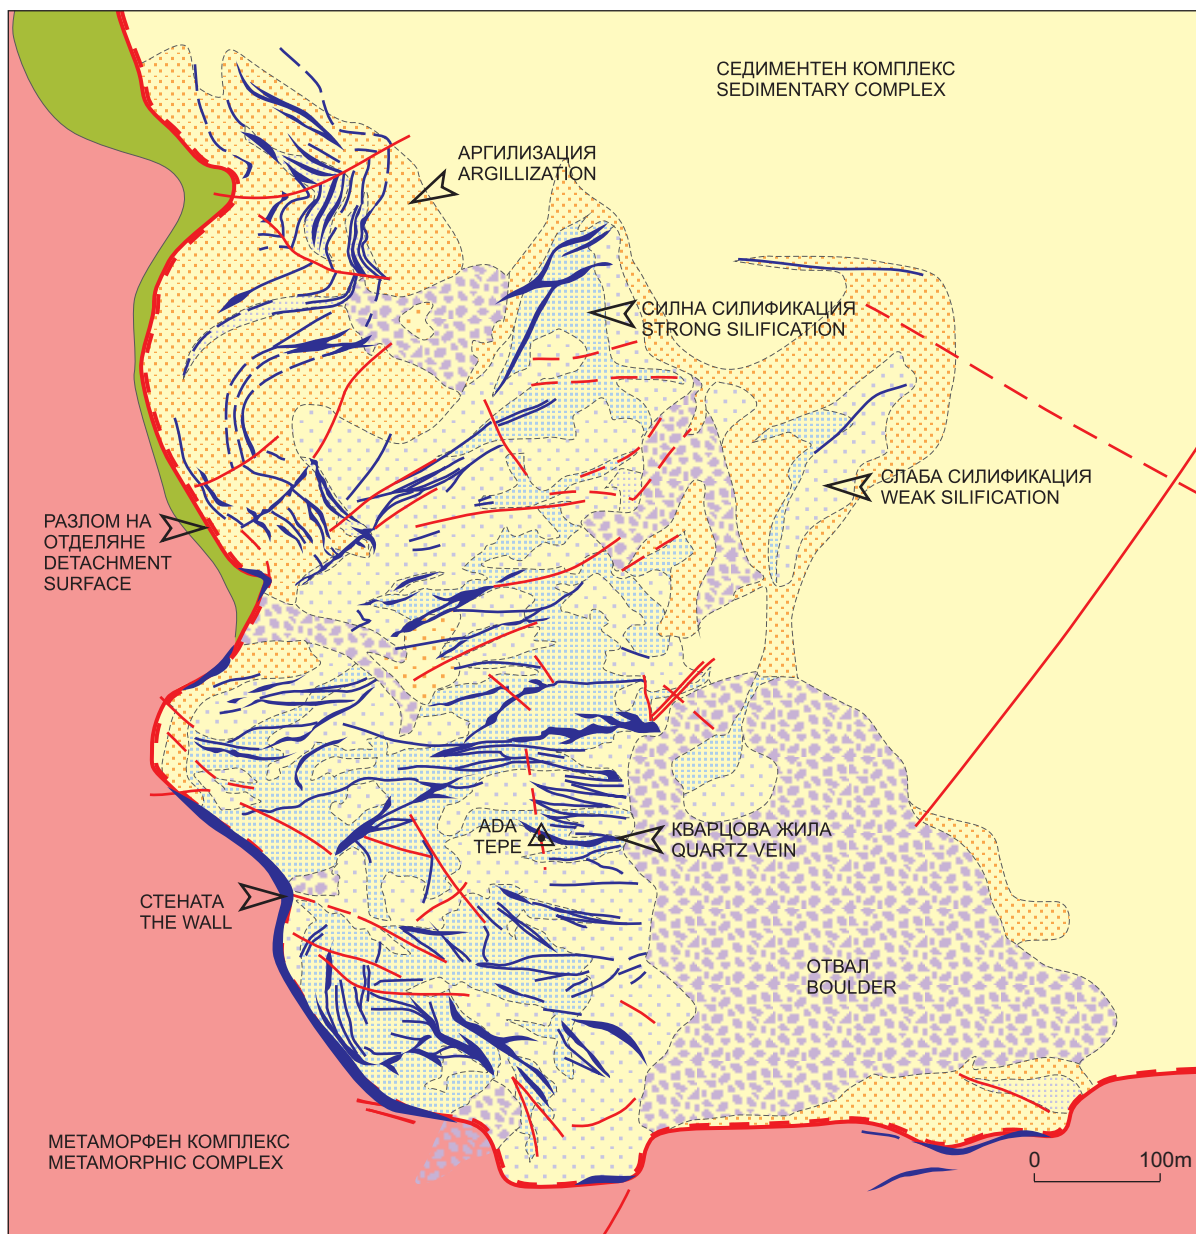 СЕДИМЕНТЕН КОМПЛЕКС
SEDIMENTARY COMPLEX
АРГИЛИЗАЦИЯ
ARGILLIZATION
СИЛНА СИЛИФИКАЦИЯ
STRONG SILIFICATION
СЛАБА СИЛИФИКАЦИЯ
WEAK SILIFICATION
РАЗЛОМ НА
ОТДЕЛЯНЕ
DETACHMENT
SURFACE
ADA
ТЕРЕ
КВАРЦОВА ЖИЛА
QUARTZ VEIN
СТЕНАТА
THE WALL
ОТВАЛ
BOULDER
МЕТАМОРФЕН КОМПЛЕКС
METAMORPHIC COMPLEX
0 100m